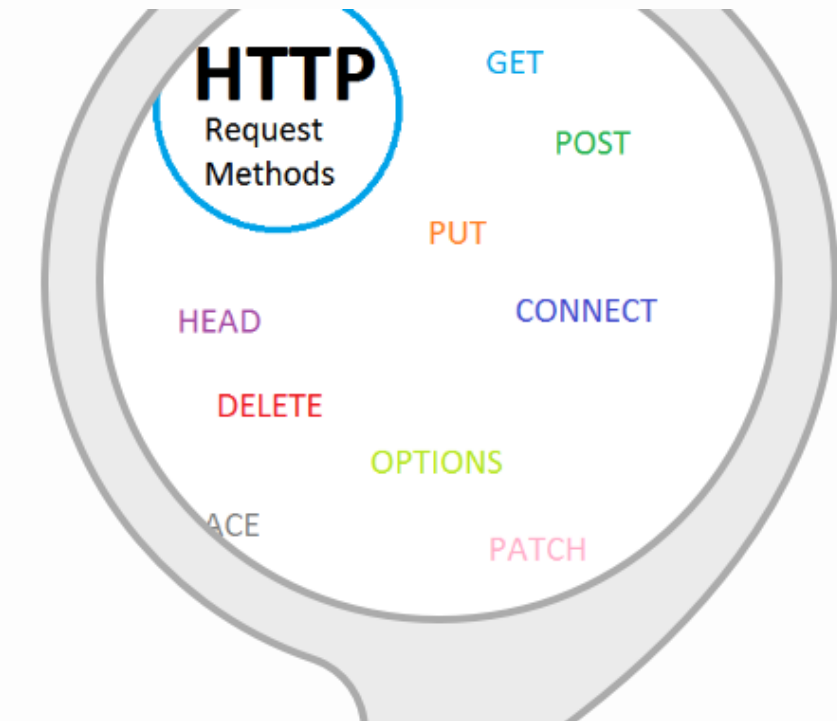 HTTP
Request
Methods
GET
POST
PUT
HEAD
CONNECT
DELETE
OPTIONS
ACE
PATCH